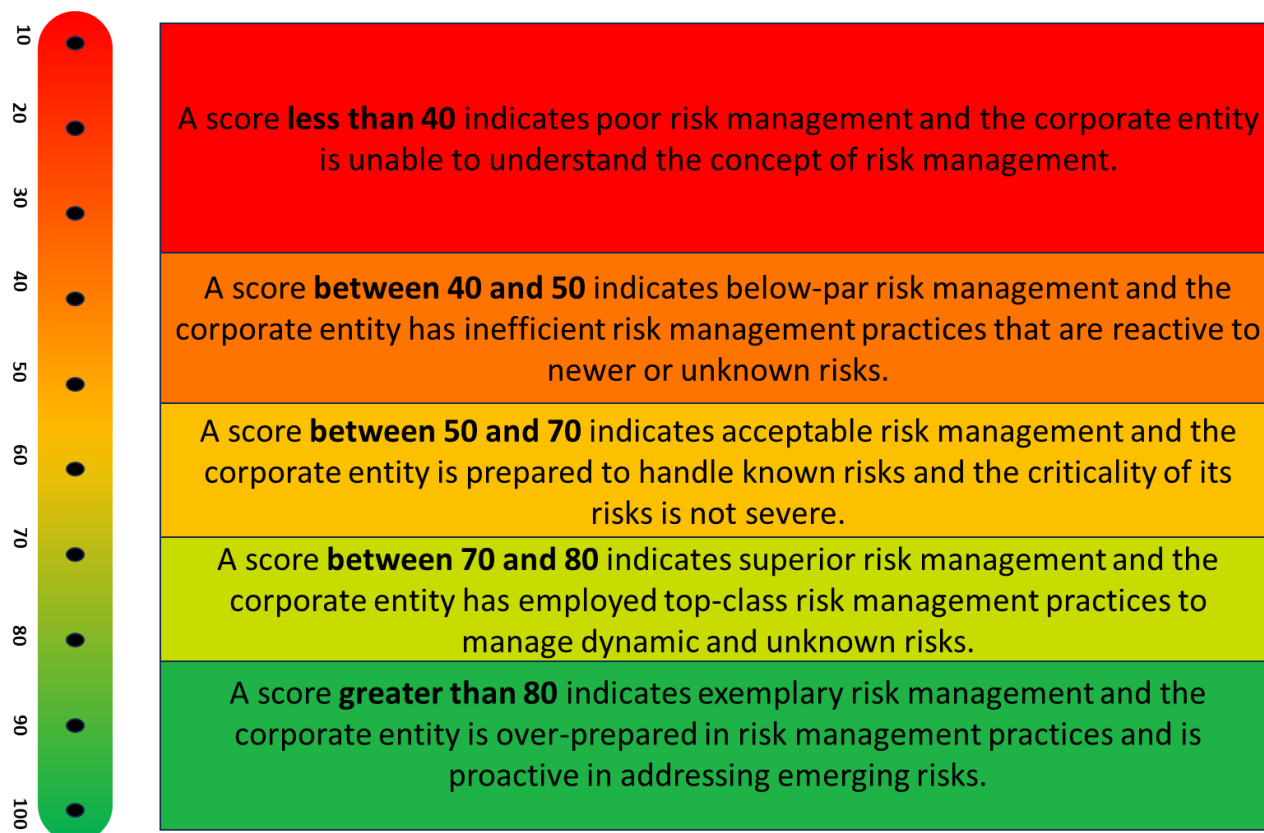 10
20
30
40
50
60
70
80
90
100
A score less than 40 indicates poor risk management and the corporate entity
is unable to understand the concept of risk management.
A score between 40 and 50 indicates below-par risk management and the
corporate entity has inefficient risk management practices that are reactive to
newer or unknown risks.
A score between 50 and 70 indicates acceptable risk management and the
corporate entity is prepared to handle known risks and the criticality of its
risks is not severe.
A score between 70 and 80 indicates superior risk management and the
corporate entity has employed top-class risk management practices to
manage dynamic and unknown risks.
A score greater than 80 indicates exemplary risk management and the
corporate entity is over-prepared in risk management practices and is
proactive in addressing emerging risks.